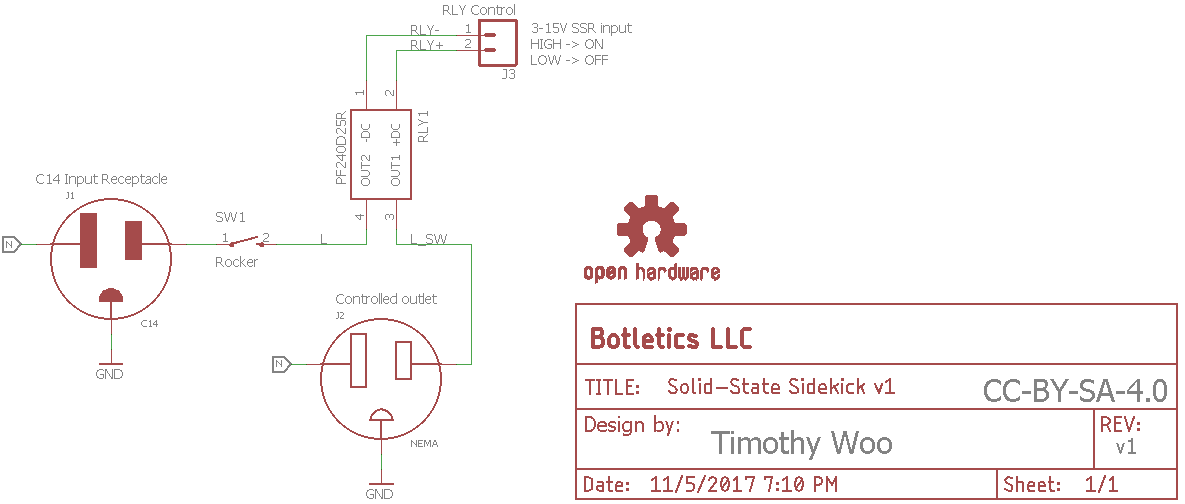 RLY Control
RLY- 1
RLY+ 2
3-15V SSR input
HIGH -> ON
LOW -> OFF
J3
1 2
PF240D25R
-DC +DC
OUT2 OUT1
RLY1
4 3
C14 Input Receptacle
J1
N
C14
GND
SW1
1 2
Rocker
L
L_SW
Controlled outlet
J2
N
NEMA
GND
open hardware
Botletics LLC
TITLE: Solid-State Sidekick v1 CC-BY-SA-4.0
Design by: Timothy Woo
REV: v1
Date: 11/5/2017 7:10 PM
Sheet: 1/1